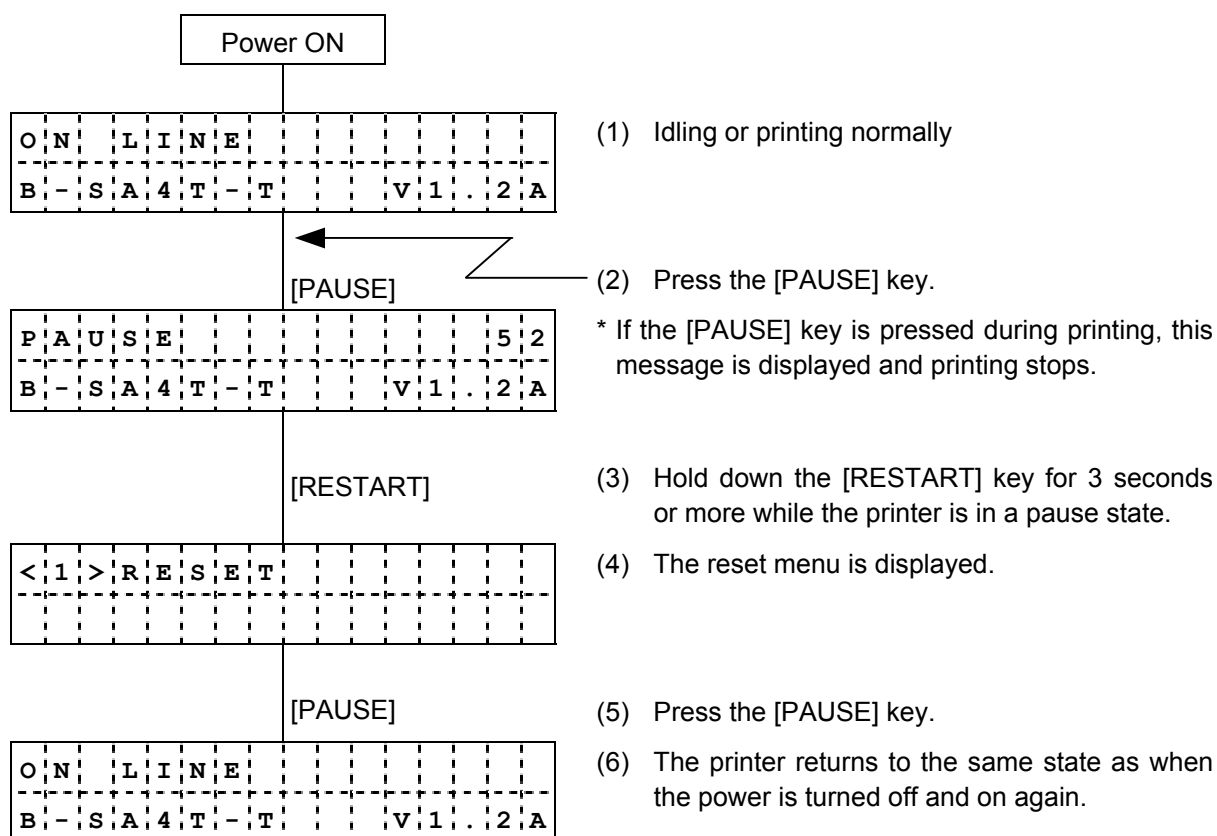 Power ON
ON LINE
B-SA4T-T V1.2A
(1) Idling or printing normally
[PAUSE]
(2) Press the [PAUSE] key.
PAUSE 52
B-SA4T-T V1.2A
* If the [PAUSE] key is pressed during printing, this
message is displayed and printing stops.
[RESTART]
(3) Hold down the [RESTART] key for 3 seconds
or more while the printer is in a pause state.
<1>RESET
(4) The reset menu is displayed.
[PAUSE]
(5) Press the [PAUSE] key.
ON LINE
B-SA4T-T V1.2A
(6) The printer returns to the same state as when
the power is turned off and on again.